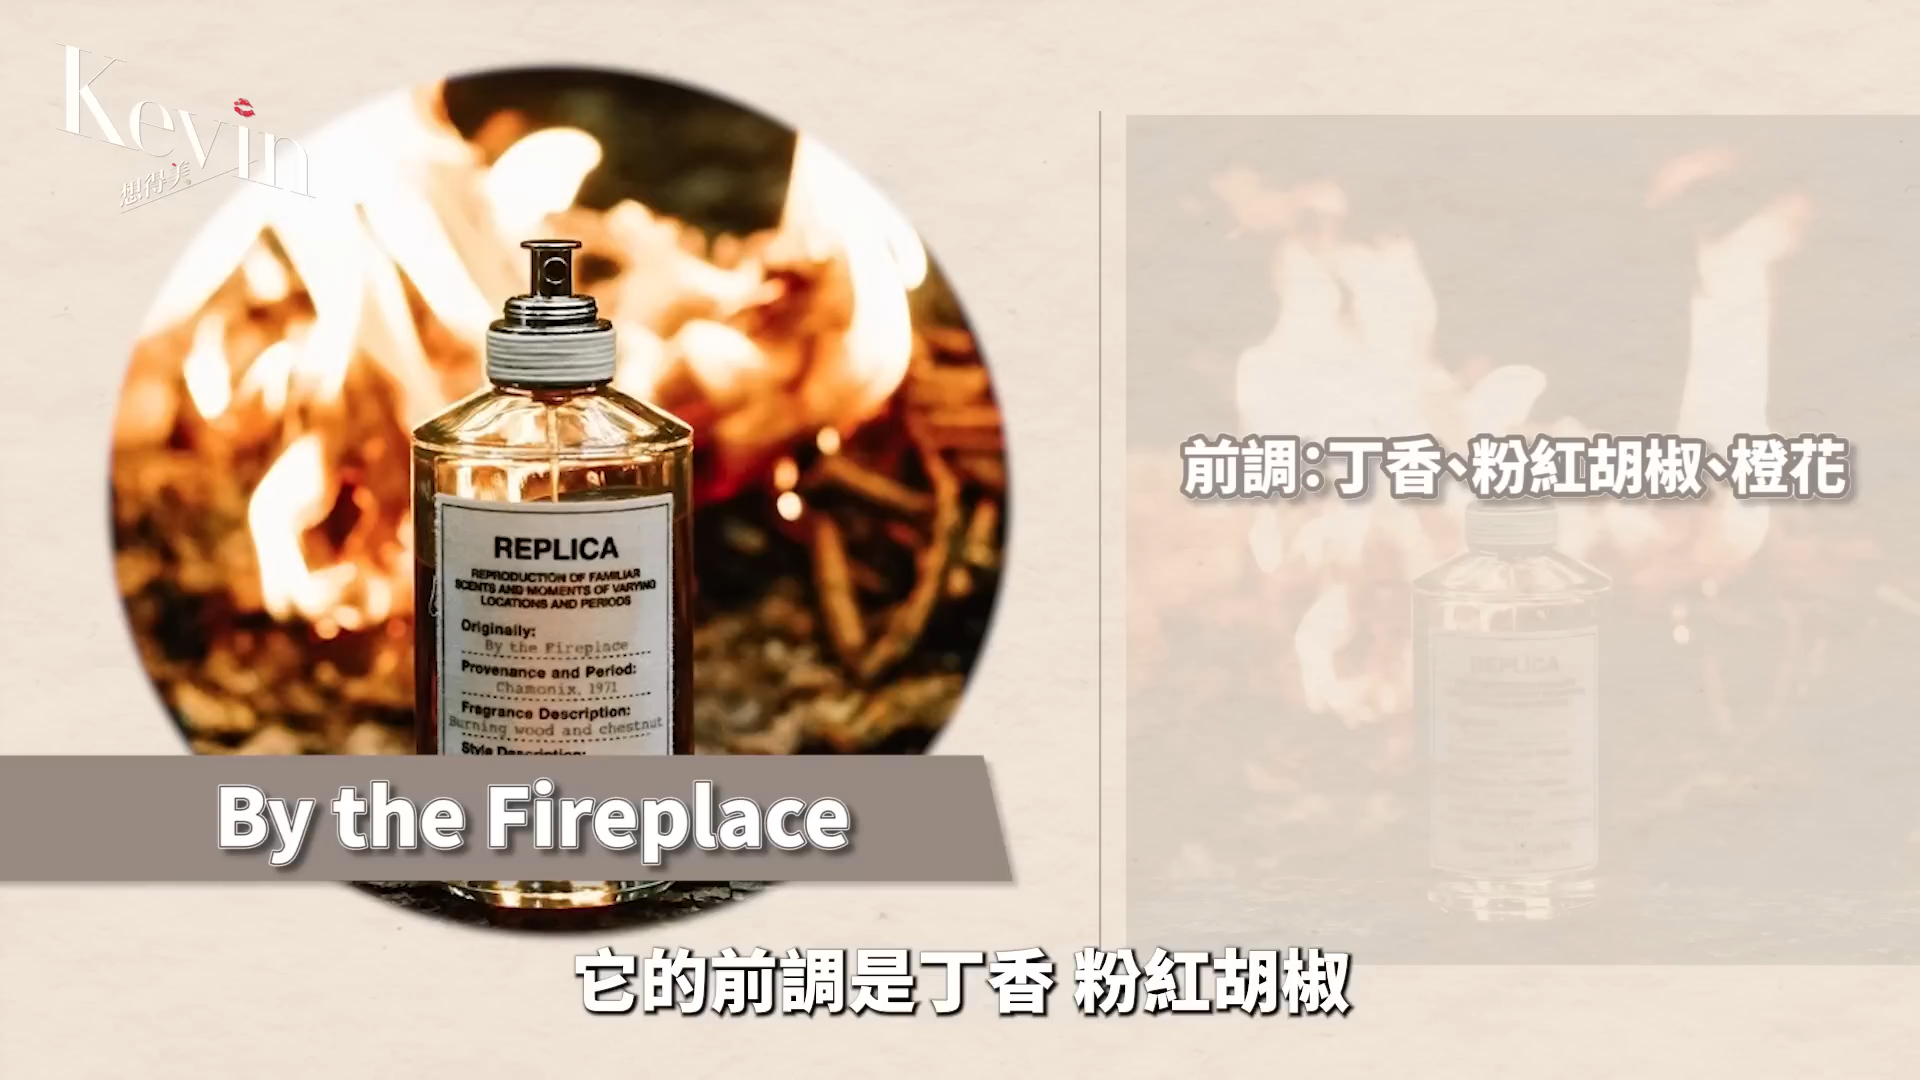 Kevin
想得美
REPLICA
REPRODUCTION OF FAMILIAR
SCENTS AND MOMENTS OF VARYING
LOCATIONS AND PERIODS
Originally:
By the Fireplace
Provenance and Period:
Chamonix, 1971
Fragrance Description:
Burning wood and chestnut
Style Description:
By the Fireplace
前調：丁香、粉紅胡椒、橙花
REPLICA
它的前調是丁香 粉紅胡椒